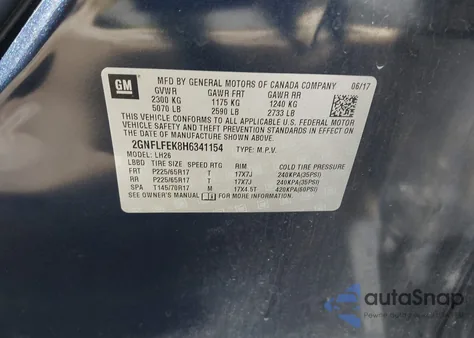 GM
MFD BY GENERAL MOTORS OF CANADA COMPANY 06/17
GVWR GAWR FRT GAWR RR
2300 KG 1175 KG 1240 KG
5070 LB 2590 LB 2733 LB
THIS VEHICLE CONFORMS TO ALL APPLICABLE U.S. FEDERAL MOTOR
VEHICLE SAFETY AND THEFT PREVENTION STANDARDS IN EFFECT
ON THE DATE OF MANUFACTURE SHOWN ABOVE.
2GNFLFEK8H6341154 TYPE: M.P.V.
MODEL: LH26
LBBD TIRE SIZE SPEED RTG RIM COLD TIRE PRESSURE
FRT P225/65R17 T 17X7J 240KPA(35PSI)
RR P225/65R17 T 17X7J 240KPA(35PSI)
SPA T145/70R17 M 17X4.5T 420KPA(60PSI)
SEE OWNER'S MANUAL FOR MORE INFORMATION.
autoSnap
Powered by AutoBidMaster